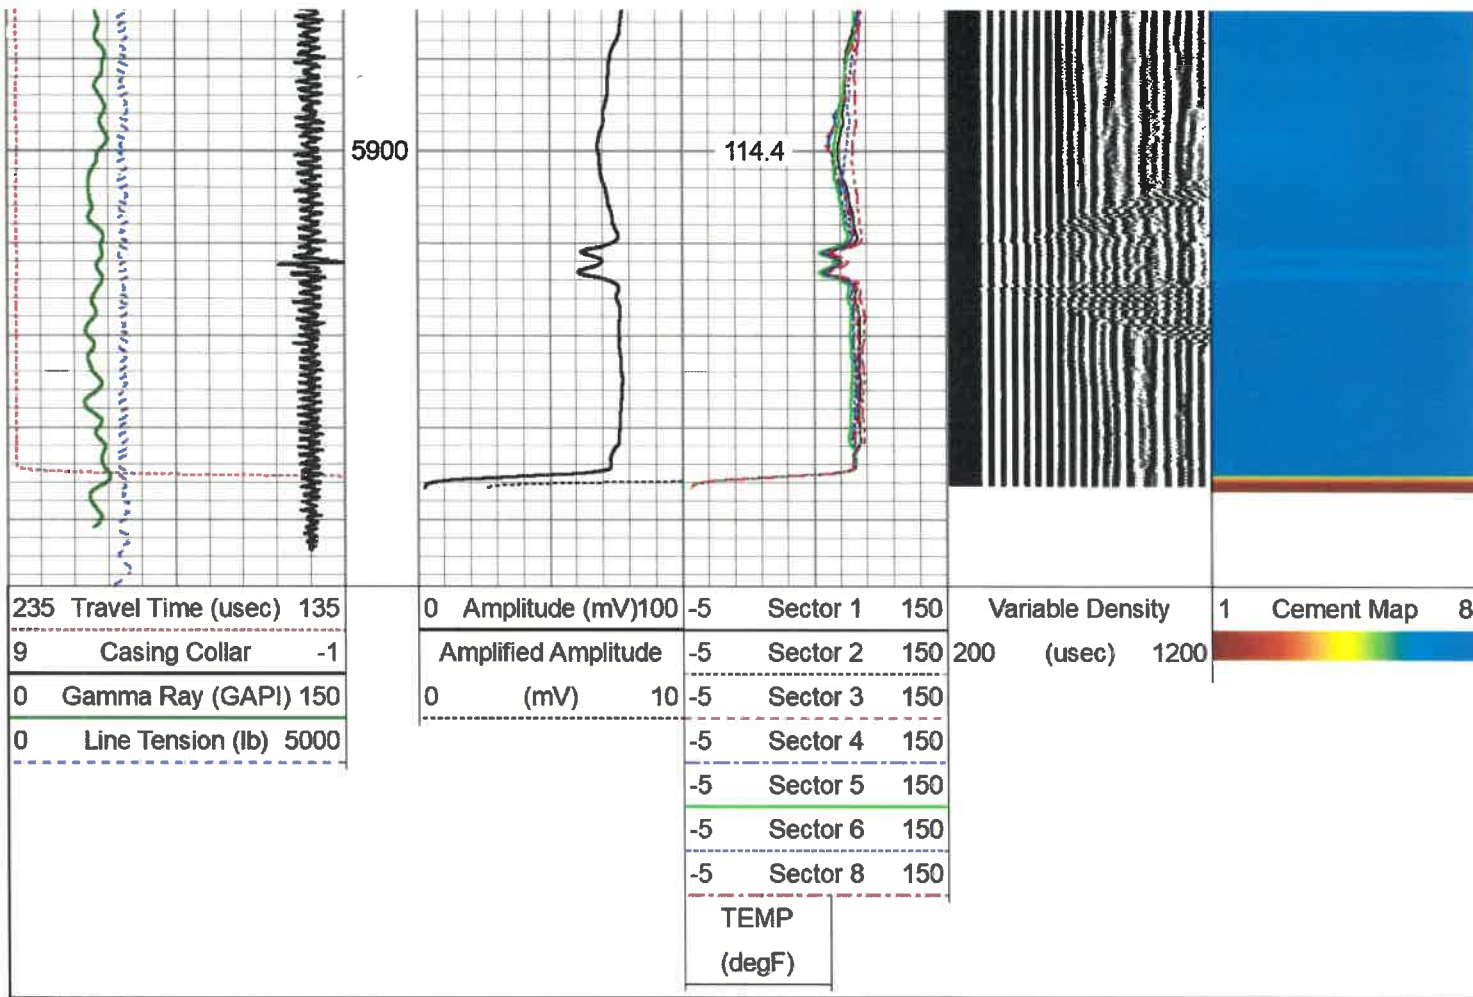 5900
114.4
235 Travel Time (usec) 135
9 Casing Collar -1
0 Gamma Ray (GAPI) 150
0 Line Tension (lb) 5000
0 Amplitude (mV) 100
Amplified Amplitude
0 (mV) 10
-5 Sector 1 150
-5 Sector 2 150
-5 Sector 3 150
-5 Sector 4 150
-5 Sector 5 150
-5 Sector 6 150
-5 Sector 8 150
TEMP
(degF)
Variable Density
200 (usec) 1200
1 Cement Map 8